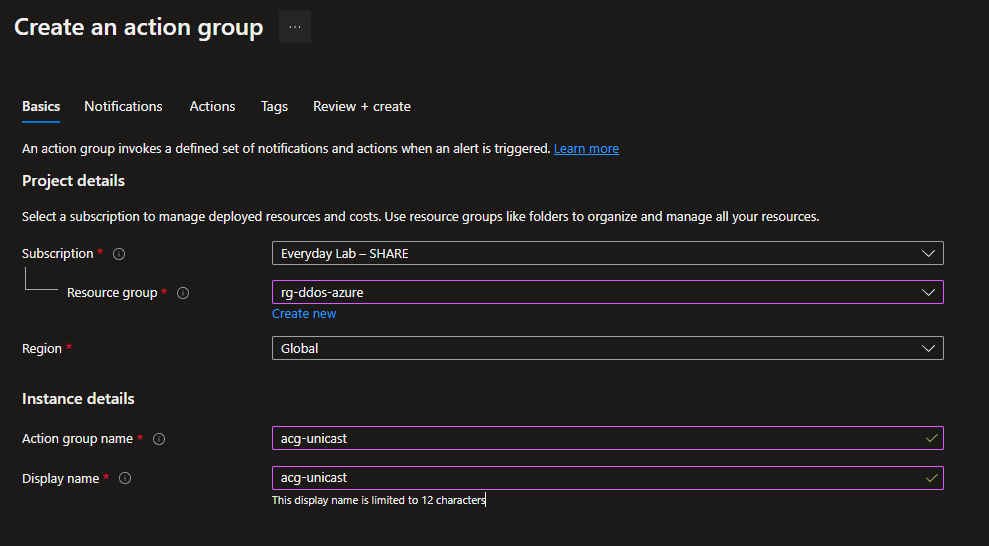 Create an action group ...
Basics Notifications Actions Tags Review + create
An action group invokes a defined set of notifications and actions when an alert is triggered. Learn more
Project details
Select a subscription to manage deployed resources and costs. Use resource groups like folders to organize and manage all your resources.
Subscription * Everyday Lab – SHARE
Resource group * rg-ddos-azure
Create new
Region * Global
Instance details
Action group name * acg-unicast
Display name * acg-unicast
This display name is limited to 12 characters